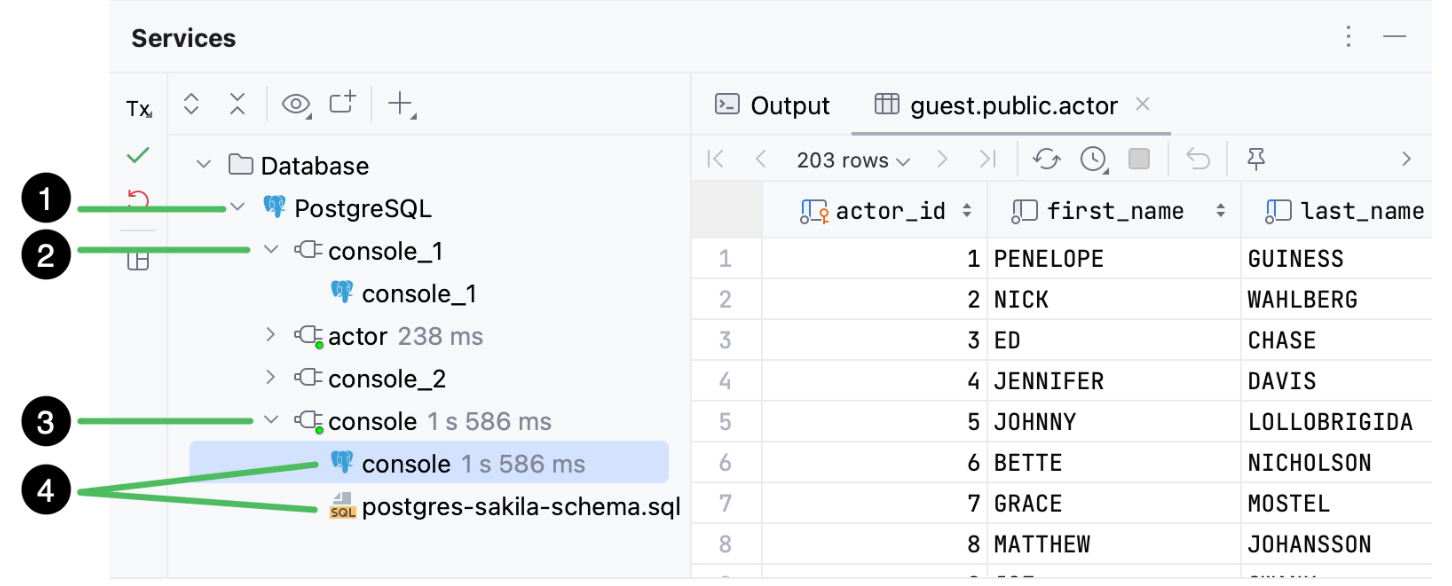 Services
Tx
Output
guest.public.actor
Database
203 rows
1
PostgreSQL
actor_id
first_name
last_name
2
console_1
1
1
PENELOPE
GUINESS
console_1
2
2
NICK
WAHLBERG
actor 238 ms
3
3
ED
CHASE
console_2
4
4
JENNIFER
DAVIS
3
console 1 s 586 ms
5
5
JOHNNY
LOLLOBRIGIDA
console 1 s 586 ms
6
6
BETTE
NICHOLSON
4
SQL
postgres-sakila-schema.sql
7
7
GRACE
MOSTEL
8
8
MATTHEW
JOHANSSON